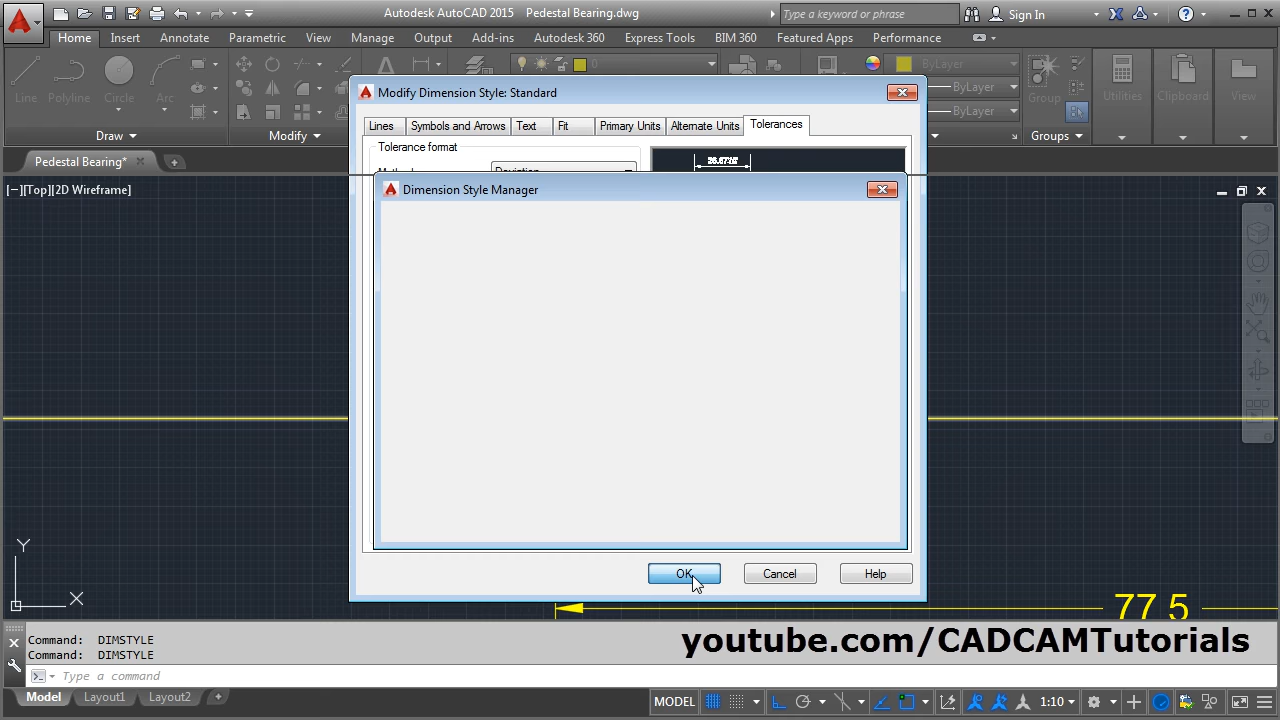 Autodesk AutoCAD 2015 Pedestal Bearing.dwg
Type a keyword or phrase
Sign In
Home Insert Annotate Parametric View Manage Output Add-ins Autodesk 360 Express Tools BIM 360 Featured Apps Performance
Line Polyline Circle Arc
0
ByLayer
ByLayer
ByLayer
Group Utilities Clipboard View
Draw Modify Groups
Modify Dimension Style: Standard
Lines Symbols and Arrows Text Fit Primary Units Alternate Units Tolerances
Tolerance format
Deviation
Pedestal Bearing*
[−][Top][2D Wireframe]
Dimension Style Manager
OK Cancel Help
Y
X
77.5
Command: DIMSTYLE
Command: DIMSTYLE
Type a command
youtube.com/CADCAMTutorials
Model Layout1 Layout2 +
MODEL 1:10